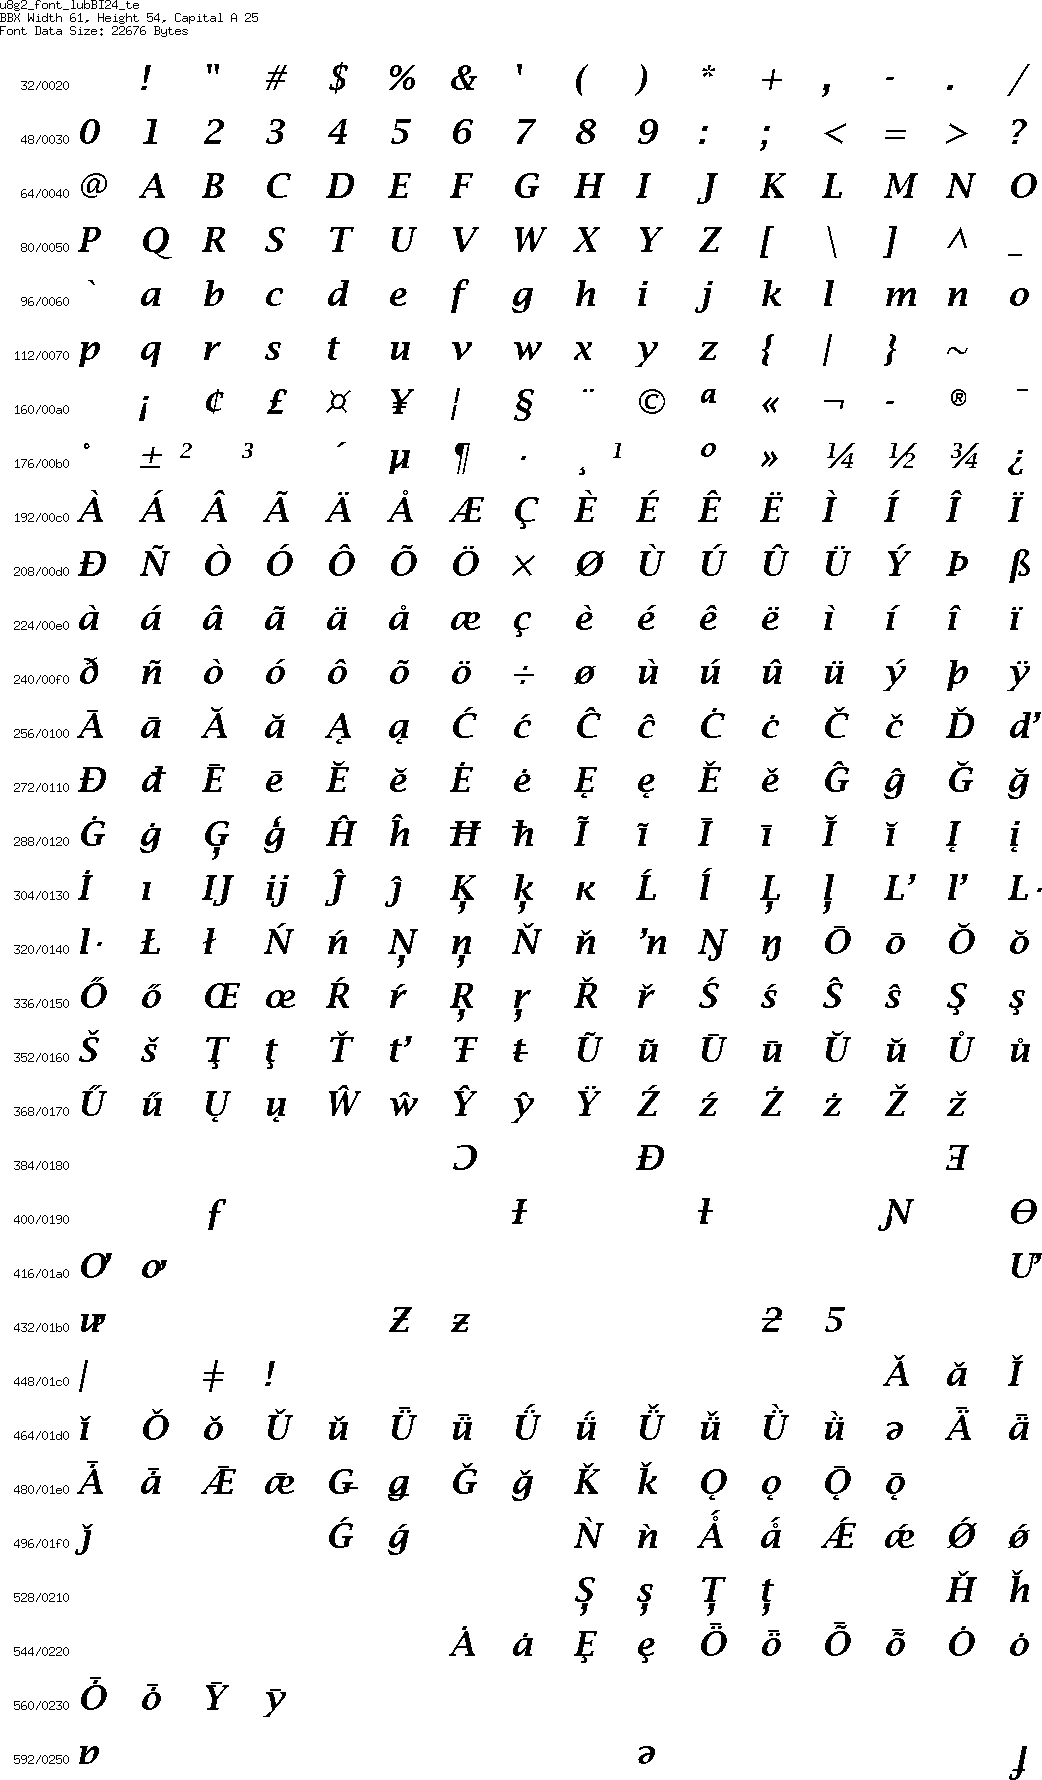 u8g2_font_lubBI24_te
BBX Width 61, Height 54, Capital A 25
Font Data Size: 22676 Bytes
32/0020 ! " # $ % & ' ( ) * + , - . /
48/0030 0 1 2 3 4 5 6 7 8 9 : ; < = > ?
64/0040 @ A B C D E F G H I J K L M N O
80/0050 P Q R S T U V W X Y Z [ \ ] ^ _
96/0060 ` a b c d e f g h i j k l m n o
112/0070 p q r s t u v w x y z { | } ~
160/00a0 ¡ ¢ £ ¤ ¥ ¦ § ¨ © ª « ¬ - ® ¯
176/00b0 ° ± ² ³ ´ µ ¶ · ¸ ¹ º » ¼ ½ ¾ ¿
192/00c0 À Á Â Ã Ä Å Æ Ç È É Ê Ë Ì Í Î Ï
208/00d0 Ð Ñ Ò Ó Ô Õ Ö × Ø Ù Ú Û Ü Ý Þ ß
224/00e0 à á â ã ä å æ ç è é ê ë ì í î ï
240/00f0 ð ñ ò ó ô õ ö ÷ ø ù ú û ü ý þ ÿ
256/0100 Ā ā Ă ă Ą ą Ć ć Ĉ ĉ Ċ ċ Č č Ď ď
272/0110 Đ đ Ē ē Ĕ ĕ Ė ė Ę ę Ě ě Ĝ ĝ Ğ ğ
288/0120 Ġ ġ Ģ ģ Ĥ ĥ Ħ ħ Ĩ ĩ Ī ī Ĭ ĭ Į į
304/0130 İ ı Ĳ ĳ Ĵ ĵ Ķ ķ ĸ Ĺ ĺ Ļ ļ Ľ ľ Ŀ
320/0140 ŀ Ł ł Ń ń Ņ ņ Ň ň ŉ Ŋ ŋ Ō ō Ŏ ŏ
336/0150 Ő ő Œ œ Ŕ ŕ Ŗ ŗ Ř ř Ś ś Ŝ ŝ Ş ş
352/0160 Š š Ţ ţ Ť ť Ŧ ŧ Ũ ũ Ū ū Ŭ ŭ Ů ů
368/0170 Ű ű Ų ų Ŵ ŵ Ŷ ŷ Ÿ Ź ź Ż ż Ž ž
384/0180 Ɔ Ɖ Ǝ
400/0190 ƒ Ɨ ƚ Ɲ Ɵ
416/01a0 Ơ ơ Ư
432/01b0 ư Ƶ ƶ ƻ Ƽ
448/01c0 ǀ ǂ ǃ Ǎ ǎ Ǐ
464/01d0 ǐ Ǒ ǒ Ǔ ǔ Ǖ ǖ Ǘ ǘ Ǚ ǚ Ǜ ǜ ǝ Ǟ ǟ
480/01e0 Ǡ ǡ Ǣ ǣ Ǥ ǥ Ǧ ǧ Ǩ ǩ Ǫ ǫ Ǭ ǭ
496/01f0 ǰ Ǵ ǵ Ǹ ǹ Ǻ ǻ Ǽ ǽ Ǿ ǿ
528/0210 Ș ș Ț ț Ȟ ȟ
544/0220 Ȧ ȧ Ȩ ȩ Ȫ ȫ Ȭ ȭ Ȯ ȯ
560/0230 Ȱ ȱ Ȳ ȳ
592/0250 ɐ ə ɟ